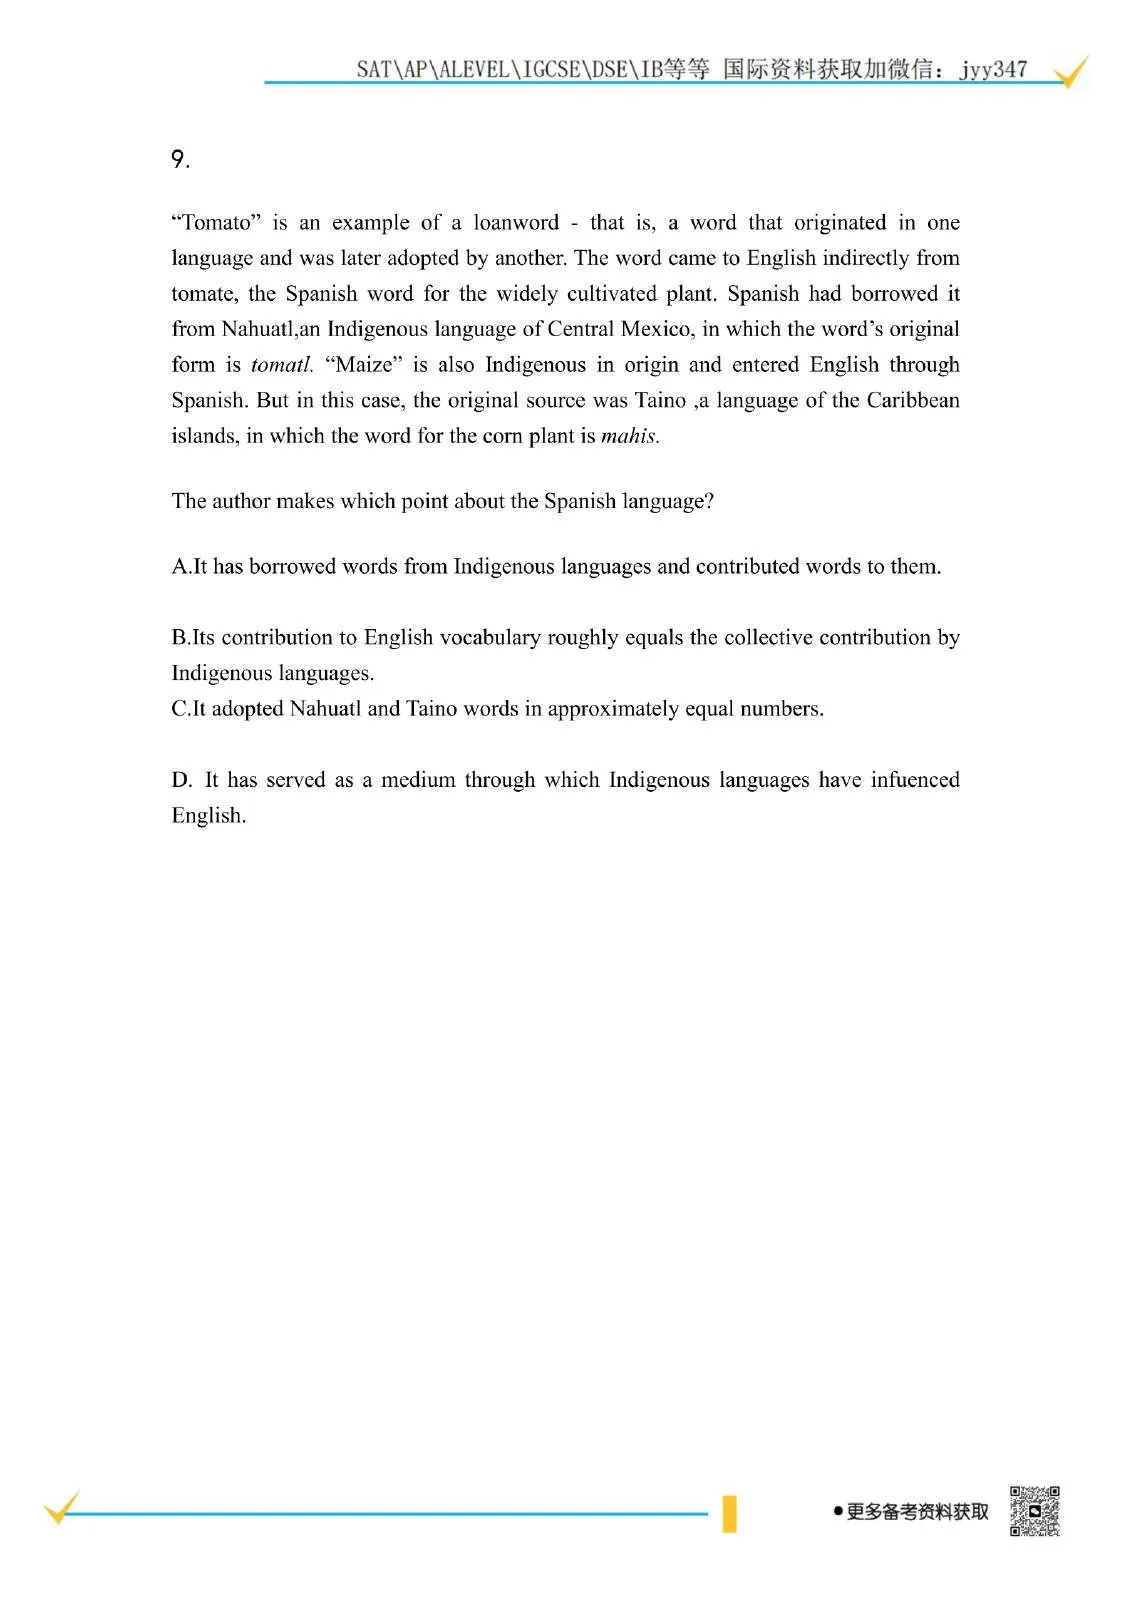 SAT\AP\ALEVEL\IGCSE\DSE\IB等等 国际资料获取加微信：jyy347
9.
“Tomato” is an example of a loanword - that is, a word that originated in one
language and was later adopted by another. The word came to English indirectly from
tomate, the Spanish word for the widely cultivated plant. Spanish had borrowed it
from Nahuatl,an Indigenous language of Central Mexico, in which the word’s original
form is tomatl. “Maize” is also Indigenous in origin and entered English through
Spanish. But in this case, the original source was Taino ,a language of the Caribbean
islands, in which the word for the corn plant is mahis.
The author makes which point about the Spanish language?
A.It has borrowed words from Indigenous languages and contributed words to them.
B.Its contribution to English vocabulary roughly equals the collective contribution by
Indigenous languages.
C.It adopted Nahuatl and Taino words in approximately equal numbers.
D. It has served as a medium through which Indigenous languages have infuenced
English.
●更多备考资料获取